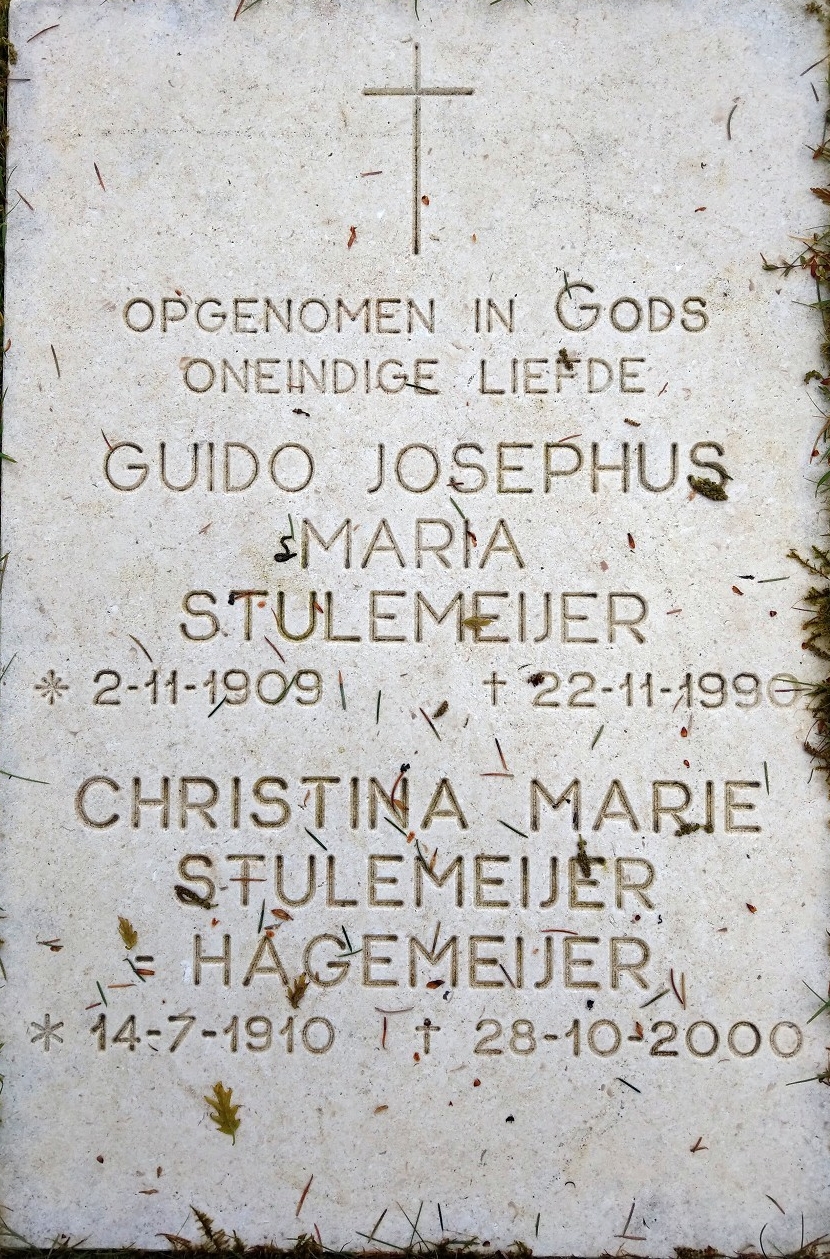 OPGENOMEN IN GODS
ONEINDIGE LIEFDE
GUIDO JOSEPHUS
MARIA
STULEMEIJER
* 2-11-1909 † 22-11-1990
CHRISTINA MARIE
STULEMEIJER
- HAGEMEIJER
* 14-7-1910 † 28-10-2000